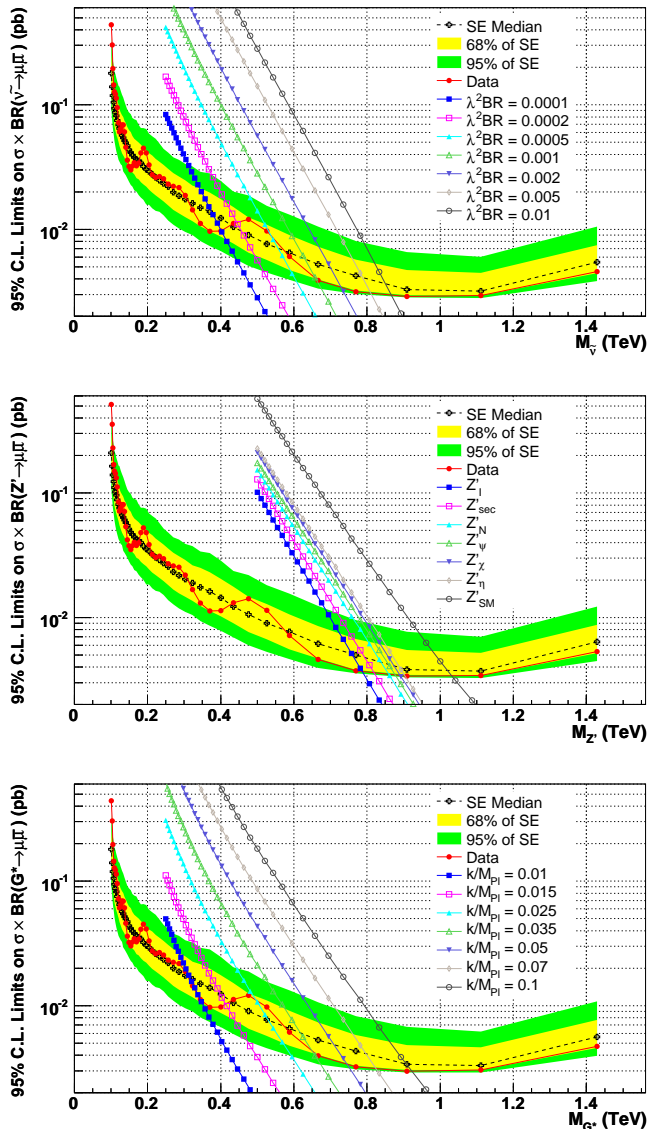 95% C.L. Limits on σ × BR(ν̃→μμ̄) (pb)
10⁻¹
10⁻²
SE Median
68% of SE
95% of SE
Data
λ²BR = 0.0001
λ²BR = 0.0002
λ²BR = 0.0005
λ²BR = 0.001
λ²BR = 0.002
λ²BR = 0.005
λ²BR = 0.01
0 0.2 0.4 0.6 0.8 1 1.2 1.4
M_ν̃ (TeV)
95% C.L. Limits on σ × BR(Z'→μμ̄) (pb)
10⁻¹
10⁻²
SE Median
68% of SE
95% of SE
Data
Z'_I
Z'_sec
Z'_N
Z'_ψ
Z'_χ
Z'_η
Z'_SM
0 0.2 0.4 0.6 0.8 1 1.2 1.4
M_Z' (TeV)
95% C.L. Limits on σ × BR(G*→μμ̄) (pb)
10⁻¹
10⁻²
SE Median
68% of SE
95% of SE
Data
k/M_Pl = 0.01
k/M_Pl = 0.015
k/M_Pl = 0.025
k/M_Pl = 0.035
k/M_Pl = 0.05
k/M_Pl = 0.07
k/M_Pl = 0.1
0 0.2 0.4 0.6 0.8 1 1.2 1.4
M_G* (TeV)